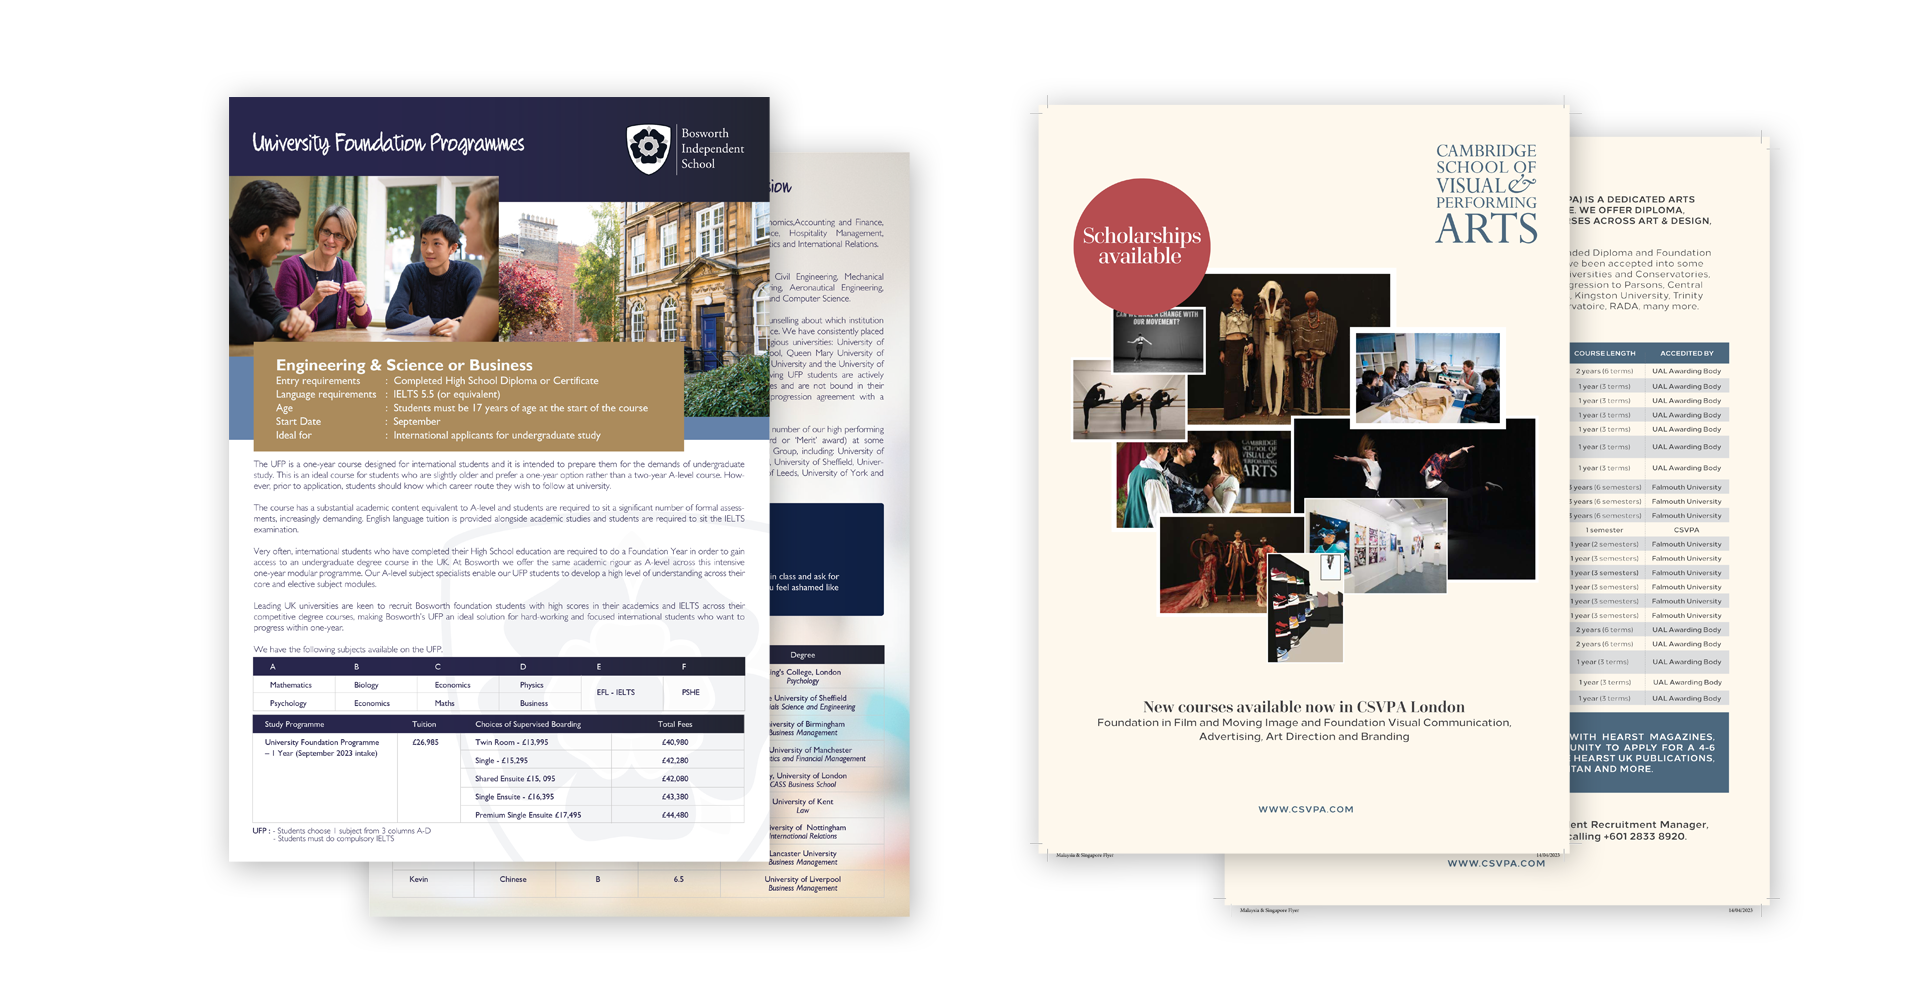 University Foundation Programmes
Bosworth
Independent
School
Engineering & Science or Business
Entry requirements : Completed High School Diploma or Certificate
Language requirements : IELTS 5.5 (or equivalent)
Age : Students must be 17 years of age at the start of the course
Start Date : September
Ideal for : International applicants for undergraduate study
The UFP is a one-year course designed for international students and it is intended to prepare them for the demands of undergraduate
study. This is an ideal course for students who are slightly older and prefer a one-year option rather than a two-year A-level course. How-
ever, prior to application, students should know which career route they wish to follow at university.
The course has a substantial academic content equivalent to A-level and students are required to sit a significant number of formal assess-
ments, increasingly demanding. English language tuition is provided alongside academic studies and students are required to sit the IELTS
examination.
Very often, international students who have completed their High School education are required to do a Foundation Year in order to gain
access to an undergraduate degree course in the UK. At Bosworth we offer the same academic rigour as A-level across this intensive
one-year modular programme. Our A-level subject specialists enable our UFP students to develop a high level of understanding across their
core and elective subject modules.
Leading UK universities are keen to recruit Bosworth foundation students with high scores in their academics and IELTS across their
competitive degree courses, making Bosworth's UFP an ideal solution for hard-working and focused international students who want to
progress within one-year.
We have the following subjects available on the UFP.
A B C D E F
Mathematics Biology Economics Physics EFL - IELTS PSHE
Psychology Economics Maths Business
Study Programme Tuition Choices of Supervised Boarding Total Fees
University Foundation Programme £26,985 Twin Room - £13,995 £40,980
– 1 Year (September 2023 intake)
Single - £15,295 £42,280
Shared Ensuite £15, 095 £42,080
Single Ensuite - £16,395 £43,380
Premium Single Ensuite £17,495 £44,480
UFP : - Students choose 1 subject from 3 columns A-D
- Students must do compulsory IELTS
Accounting and Finance,
Hospitality Management,
tics and International Relations.
Civil Engineering, Mechanical
Aeronautical Engineering,
and Computer Science.
unselling about which institution
ce. We have consistently placed
gious universities: University of
ool, Queen Mary University of
University and the University of
UFP students are actively
es and are not bound in their
progression agreement with a
number of our high performing
rd or 'Merit' award) at some
Group, including: University of
University of Sheffield, Univer-
of Leeds, University of York and
in class and ask for
u feel ashamed like
Degree
ing's College, London
Psychology
University of Sheffield
ials Science and Engineering
iversity of Birmingham
Business Management
University of Manchester
tics and Financial Management
y, University of London
CASS Business School
University of Kent
Law
iversity of Nottingham
International Relations
Lancaster University
Business Management
Kevin Chinese B 6.5 University of Liverpool
Business Management
Scholarships
available
CAMBRIDGE
SCHOOL OF
VISUAL &
PERFORMING
ARTS
CAN WE MAKE A CHANGE WITH
OUR MOVEMENT?
CAMBRIDGE
SCHOOL OF
VISUAL &
PERFORMING
ARTS
New courses available now in CSVPA London
Foundation in Film and Moving Image and Foundation Visual Communication,
Advertising, Art Direction and Branding
WWW.CSVPA.COM
Malaysia & Singapore Flyer 14/04/2023
PA) IS A DEDICATED ARTS
E. WE OFFER DIPLOMA,
SES ACROSS ART & DESIGN,
ded Diploma and Foundation
ve been accepted into some
iversities and Conservatories.
gression to Parsons, Central
, Kingston University, Trinity
rvatoire, RADA, many more.
COURSE LENGTH ACCEDITED BY
2 years (6 terms) UAL Awarding Body
1 year (3 terms) UAL Awarding Body
1 year (3 terms) UAL Awarding Body
1 year (3 terms) UAL Awarding Body
1 year (3 terms) UAL Awarding Body
1 year (3 terms) UAL Awarding Body
1 year (3 terms) UAL Awarding Body
3 years (6 semesters) Falmouth University
3 years (6 semesters) Falmouth University
3 years (6 semesters) Falmouth University
1 semester CSVPA
1 year (2 semesters) Falmouth University
1 year (3 semesters) Falmouth University
1 year (3 semesters) Falmouth University
1 year (3 semesters) Falmouth University
1 year (3 semesters) Falmouth University
1 year (3 semesters) Falmouth University
2 years (6 terms) UAL Awarding Body
2 years (6 terms) UAL Awarding Body
1 year (3 terms) UAL Awarding Body
1 year (3 terms) UAL Awarding Body
1 year (3 terms) UAL Awarding Body
WITH HEARST MAGAZINES,
UNITY TO APPLY FOR A 4-6
HEARST UK PUBLICATIONS,
TAN AND MORE.
ent Recruitment Manager,
calling +601 2833 8920.
WWW.CSVPA.COM
Malaysia & Singapore Flyer 14/04/2023